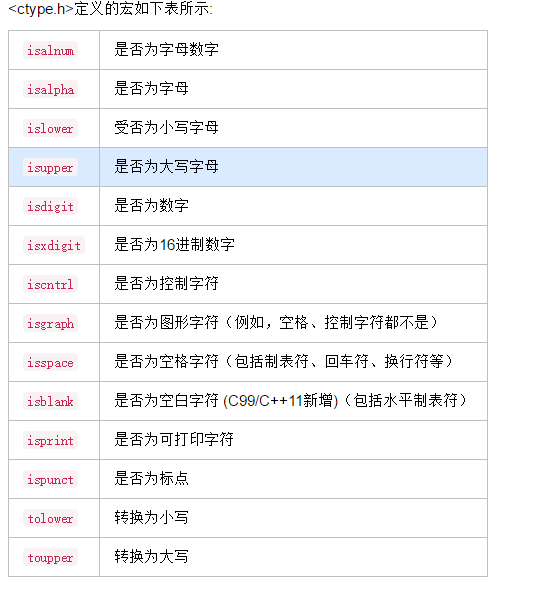 <ctype.h>定义的宏如下表所示:
isalnum 是否为字母数字
isalpha 是否为字母
islower 受否为小写字母
isupper 是否为大写字母
isdigit 是否为数字
isxdigit 是否为16进制数字
iscntrl 是否为控制字符
isgraph 是否为图形字符（例如，空格、控制字符都不是）
isspace 是否为空格字符（包括制表符、回车符、换行符等）
isblank 是否为空白字符 (C99/C++11新增)（包括水平制表符）
isprint 是否为可打印字符
ispunct 是否为标点
tolower 转换为小写
toupper 转换为大写